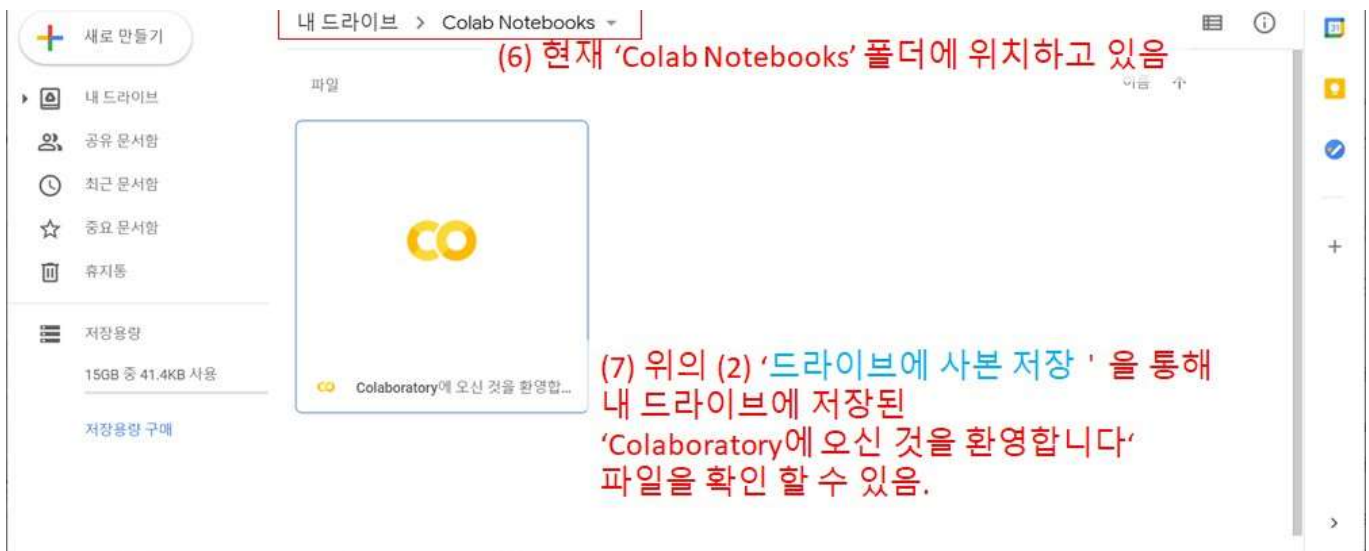 새로 만들기
내 드라이브 > Colab Notebooks
(6) 현재 ‘Colab Notebooks’ 폴더에 위치하고 있음
파일
이름
내 드라이브
공유 문서함
최근 문서함
중요 문서함
휴지통
저장용량
15GB 중 41.4KB 사용
저장용량 구매
CO
CO Colaboratory에 오신 것을 환영합...
(7) 위의 (2) ‘드라이브에 사본 저장 ' 을 통해
내 드라이브에 저장된
‘Colaboratory에 오신 것을 환영합니다‘
파일을 확인 할 수 있음.
31